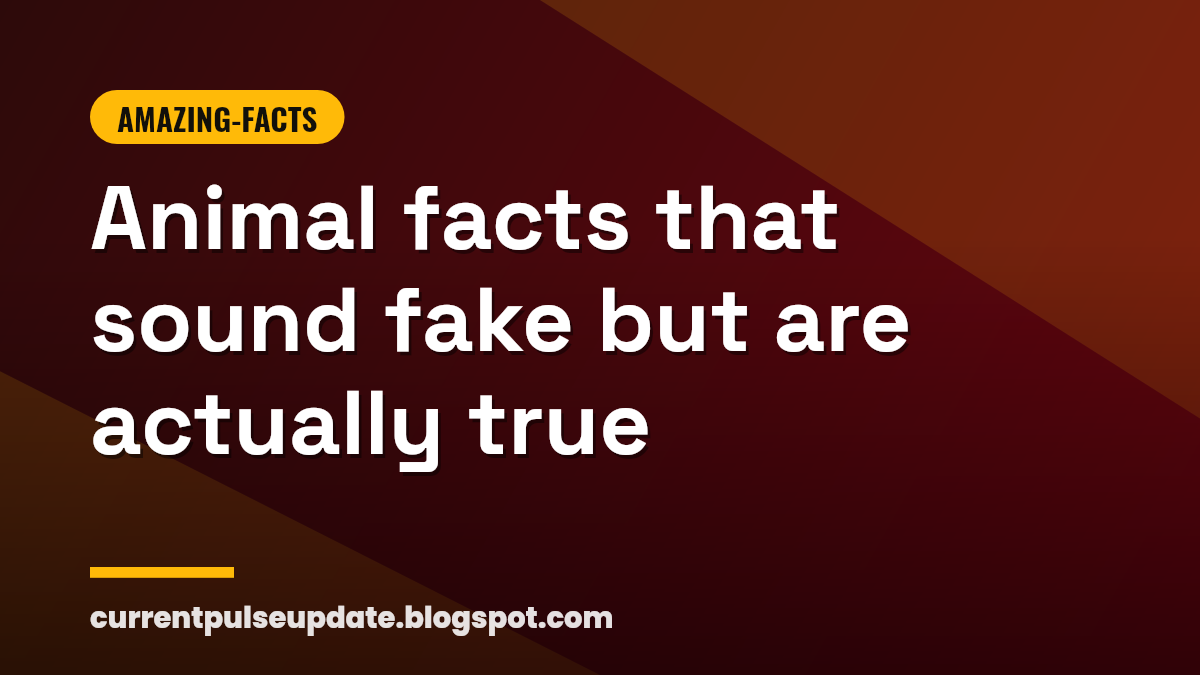 AMAZING-FACTS
Animal facts that
sound fake but are
actually true
currentpulseupdate.blogspot.com